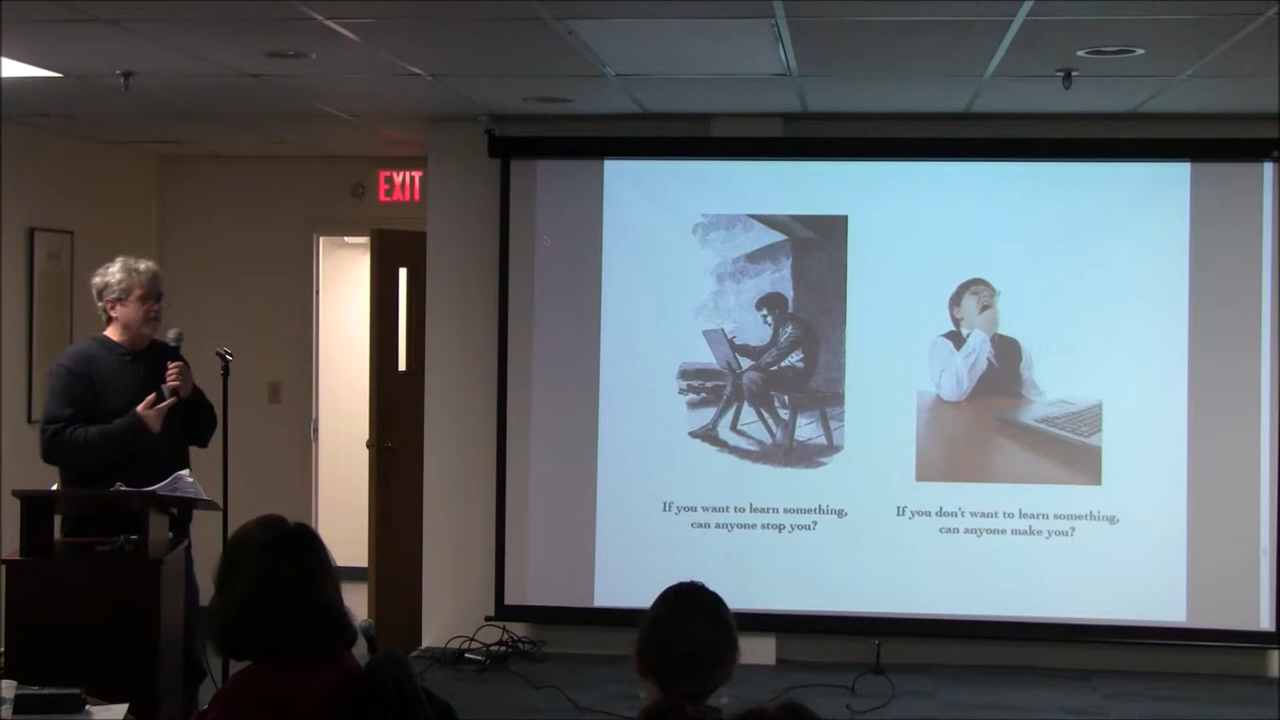 EXIT
If you want to learn something,
can anyone stop you?
If you don't want to learn something,
can anyone make you?